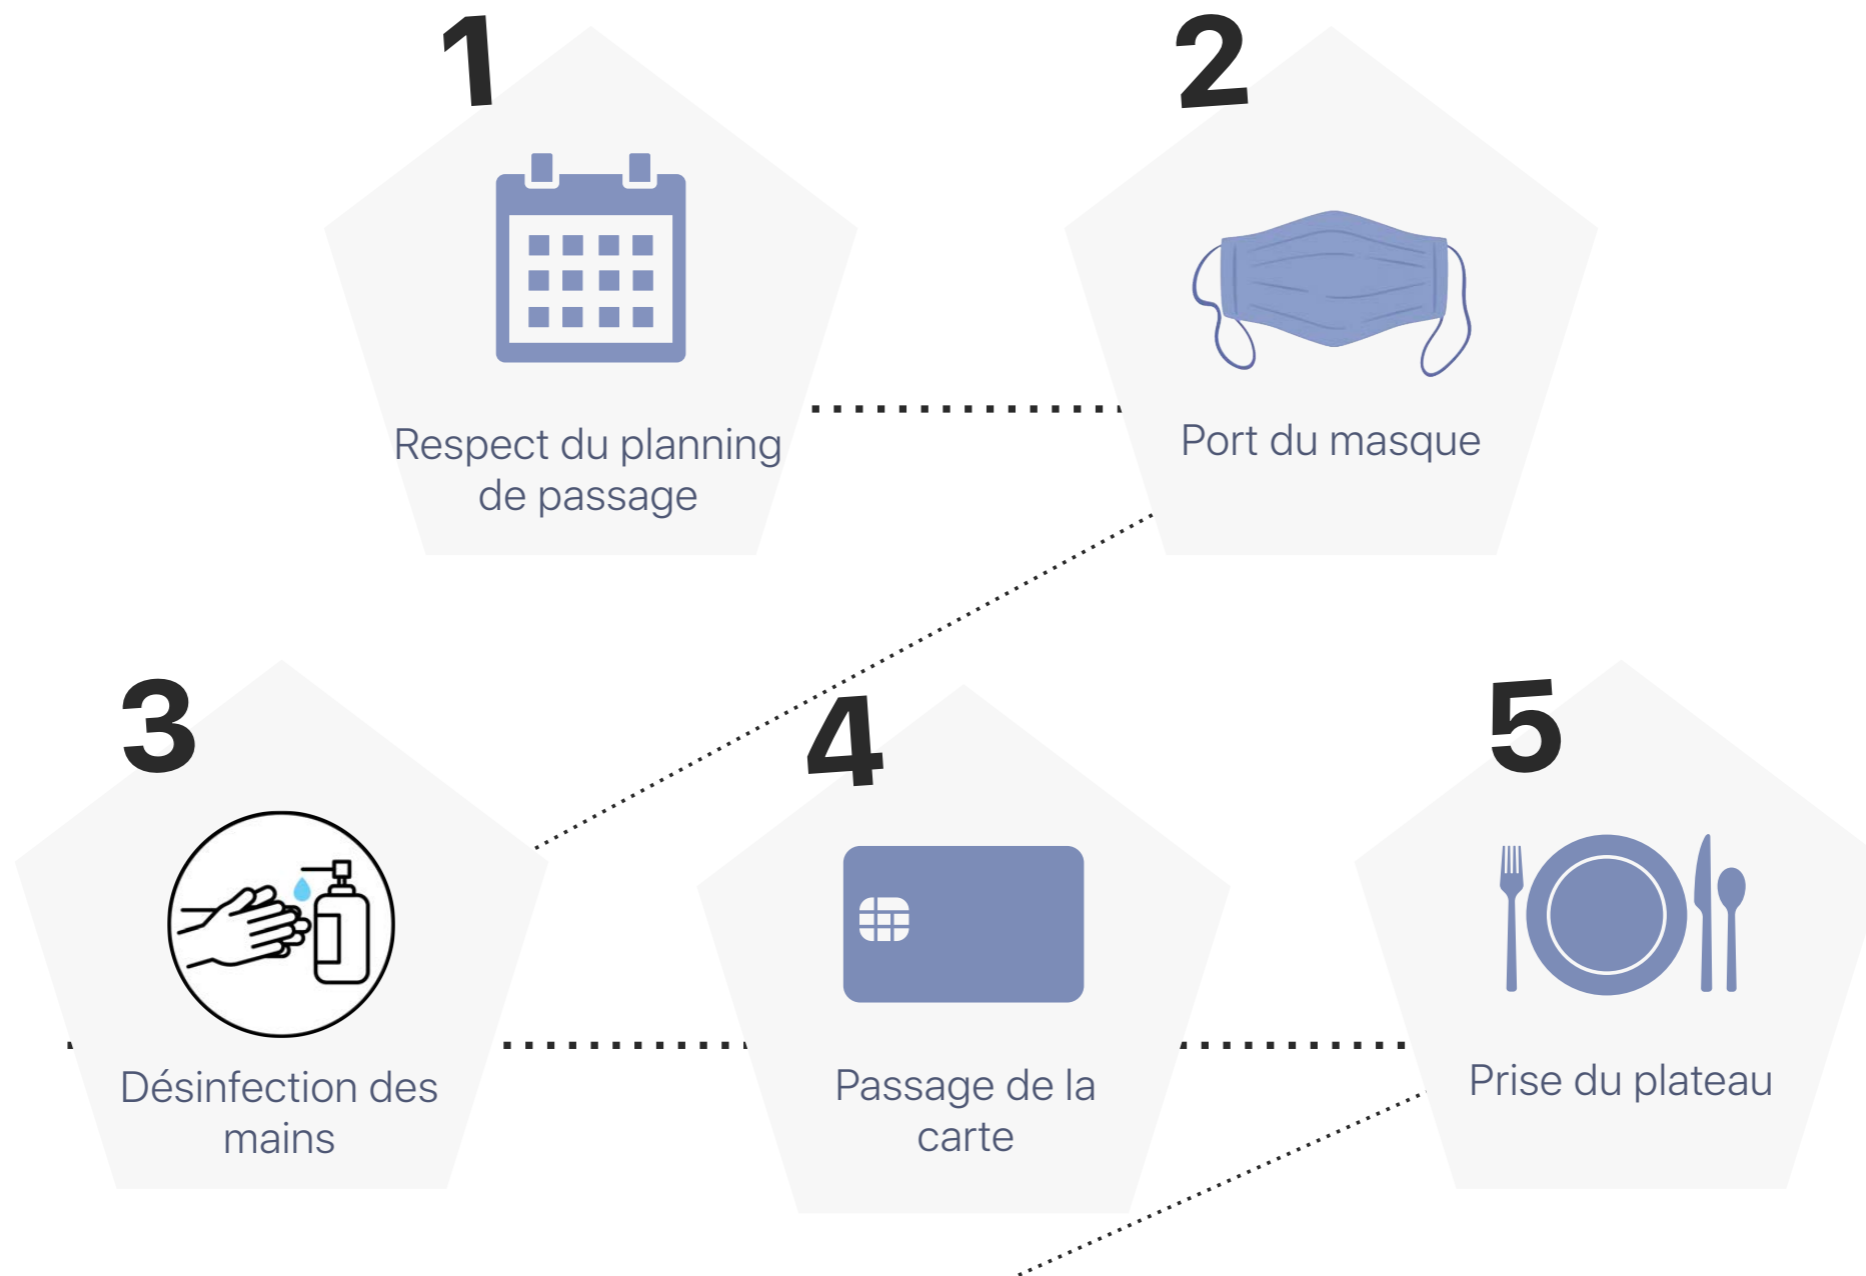 1
Respect du planning
de passage
2
Port du masque
3
Désinfection des
mains
4
Passage de la
carte
5
Prise du plateau